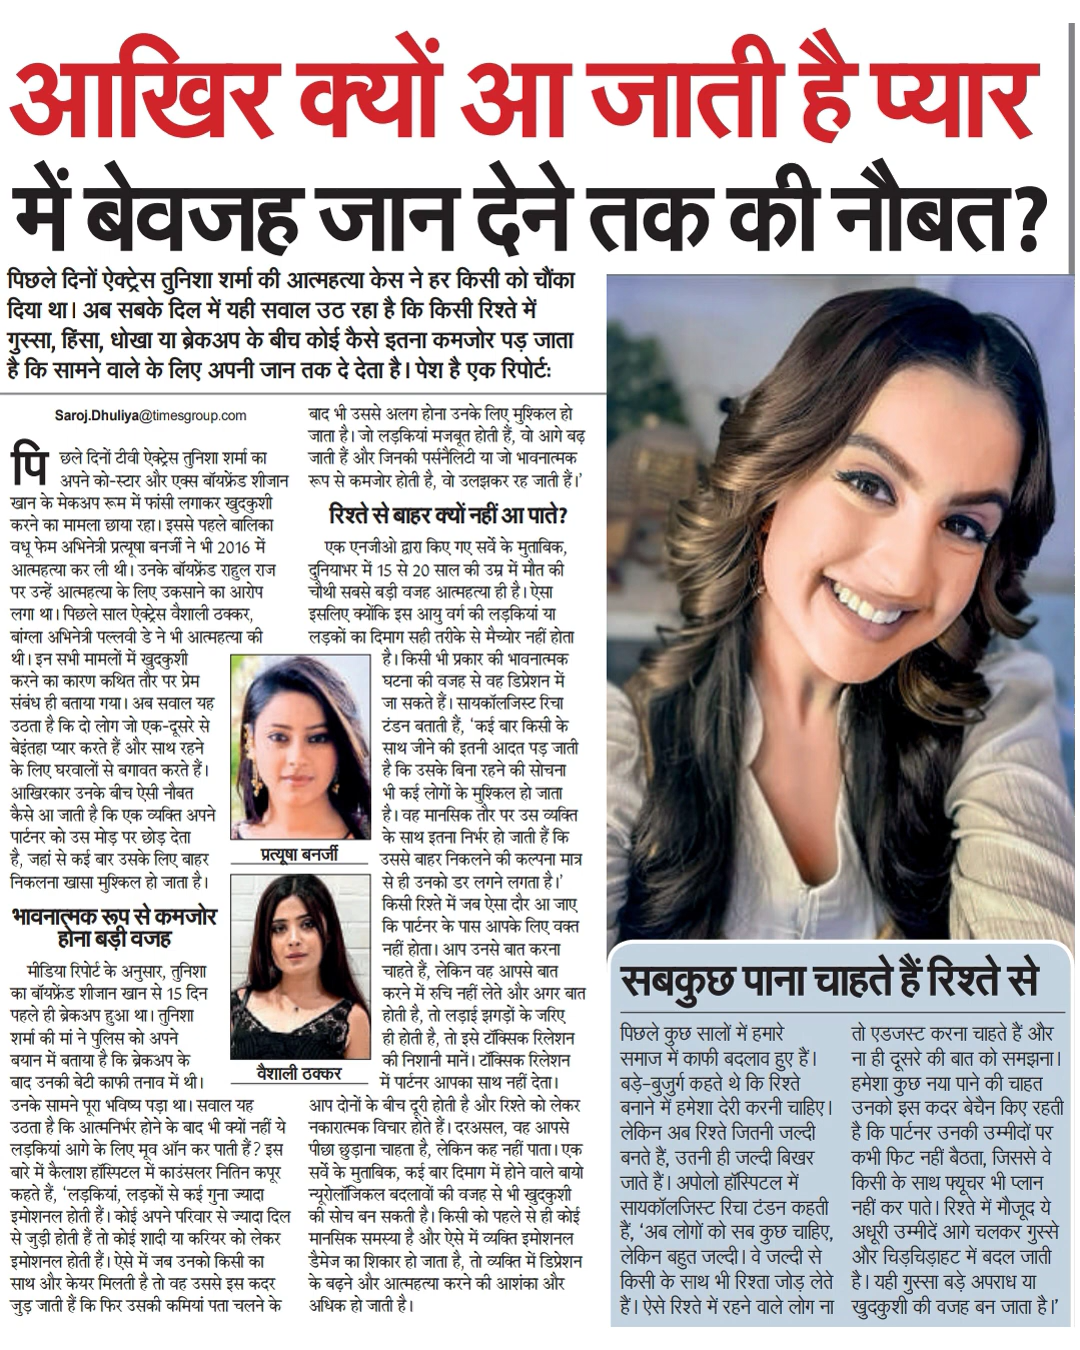 आखिर क्यों आ जाती है प्यार
में बेवजह जान देने तक की नौबत?
पिछले दिनों ऐक्ट्रेस तुनिशा शर्मा की आत्महत्या केस ने हर किसी को चौंका
दिया था। अब सबके दिल में यही सवाल उठ रहा है कि किसी रिश्ते में
गुस्सा, हिंसा, धोखा या ब्रेकअप के बीच कोई कैसे इतना कमजोर पड़ जाता
है कि सामने वाले के लिए अपनी जान तक दे देता है। पेश है एक रिपोर्टः
Saroj.Dhuliya@timesgroup.com
पिछले दिनों टीवी ऐक्ट्रेस तुनिशा शर्मा का
अपने को-स्टार और एक्स बॉयफ्रेंड शीजान
खान के मेकअप रूम में फांसी लगाकर खुदकुशी
करने का मामला छाया रहा। इससे पहले बालिका
वधू फेम अभिनेत्री प्रत्यूषा बनर्जी ने भी 2016 में
आत्महत्या कर ली थी। उनके बॉयफ्रेंड राहुल राज
पर उन्हें आत्महत्या के लिए उकसाने का आरोप
लगा था। पिछले साल ऐक्ट्रेस वैशाली ठक्कर,
बांग्ला अभिनेत्री पल्लवी डे ने भी आत्महत्या की
थी। इन सभी मामलों में खुदकुशी
करने का कारण कथित तौर पर प्रेम
संबंध ही बताया गया। अब सवाल यह
उठता है कि दो लोग जो एक-दूसरे से
बेइंतहा प्यार करते हैं और साथ रहने
के लिए घरवालों से बगावत करते हैं।
आखिरकार उनके बीच ऐसी नौबत
कैसे आ जाती है कि एक व्यक्ति अपने
पार्टनर को उस मोड़ पर छोड़ देता
है, जहां से कई बार उसके लिए बाहर
निकलना खासा मुश्किल हो जाता है।
भावनात्मक रूप से कमजोर
होना बड़ी वजह
मीडिया रिपोर्ट के अनुसार, तुनिशा
का बॉयफ्रेंड शीजान खान से 15 दिन
पहले ही ब्रेकअप हुआ था। तुनिशा
शर्मा की मां ने पुलिस को अपने
बयान में बताया है कि ब्रेकअप के
बाद उनकी बेटी काफी तनाव में थी।
उनके सामने पूरा भविष्य पड़ा था। सवाल यह
उठता है कि आत्मनिर्भर होने के बाद भी क्यों नहीं ये
लड़कियां आगे के लिए मूव ऑन कर पाती हैं? इस
बारे में कैलाश हॉस्पिटल में काउंसलर नितिन कपूर
कहते हैं, 'लड़कियां, लड़कों से कई गुना ज्यादा
इमोशनल होती हैं। कोई अपने परिवार से ज्यादा दिल
से जुड़ी होती हैं तो कोई शादी या करियर को लेकर
इमोशनल होती हैं। ऐसे में जब उनको किसी का
साथ और केयर मिलती है तो वह उससे इस कदर
जुड़ जाती हैं कि फिर उसकी कमियां पता चलने के
बाद भी उससे अलग होना उनके लिए मुश्किल हो
जाता है। जो लड़कियां मजबूत होती हैं, वो आगे बढ़
जाती हैं और जिनकी पर्सनैलिटी या जो भावनात्मक
रूप से कमजोर होती है, वो उलझकर रह जाती हैं।'
रिश्ते से बाहर क्यों नहीं आ पाते?
एक एनजीओ द्वारा किए गए सर्वे के मुताबिक,
दुनियाभर में 15 से 20 साल की उम्र में मौत की
चौथी सबसे बड़ी वजह आत्महत्या ही है। ऐसा
इसलिए क्योंकि इस आयु वर्ग की लड़कियों या
लड़कों का दिमाग सही तरीके से मैच्योर नहीं होता
है। किसी भी प्रकार की भावनात्मक
घटना की वजह से वह डिप्रेशन में
जा सकते हैं। सायकॉलजिस्ट रिचा
टंडन बताती हैं, 'कई बार किसी के
साथ जीने की इतनी आदत पड़ जाती
है कि उसके बिना रहने की सोचना
भी कई लोगों के मुश्किल हो जाता
है। वह मानसिक तौर पर उस व्यक्ति
के साथ इतना निर्भर हो जाती हैं कि
उससे बाहर निकलने की कल्पना मात्र
से ही उनको डर लगने लगता है।'
किसी रिश्ते में जब ऐसा दौर आ जाए
कि पार्टनर के पास आपके लिए वक्त
नहीं होता। आप उनसे बात करना
चाहते हैं, लेकिन वह आपसे बात
करने में रुचि नहीं लेते और अगर बात
होती है, तो लड़ाई झगड़ों के जरिए
ही होती है, तो इसे टॉक्सिक रिलेशन
की निशानी मानें। टॉक्सिक रिलेशन
में पार्टनर आपका साथ नहीं देता।
आप दोनों के बीच दूरी होती है और रिश्ते को लेकर
नकारात्मक विचार होते हैं। दरअसल, वह आपसे
पीछा छुड़ाना चाहता है, लेकिन कह नहीं पाता। एक
सर्वे के मुताबिक, कई बार दिमाग में होने वाले बायो
न्यूरोलॉजिकल बदलावों की वजह से भी खुदकुशी
की सोच बन सकती है। किसी को पहले से ही कोई
मानसिक समस्या है और ऐसे में व्यक्ति इमोशनल
डैमेज का शिकार हो जाता है, तो व्यक्ति में डिप्रेशन
के बढ़ने और आत्महत्या करने की आशंका और
अधिक हो जाती है।
प्रत्यूषा बनर्जी
वैशाली ठक्कर
सबकुछ पाना चाहते हैं रिश्ते से
पिछले कुछ सालों में हमारे
समाज में काफी बदलाव हुए हैं।
बड़े-बुजुर्ग कहते थे कि रिश्ते
बनाने में हमेशा देरी करनी चाहिए।
लेकिन अब रिश्ते जितनी जल्दी
बनते हैं, उतनी ही जल्दी बिखर
जाते हैं। अपोलो हॉस्पिटल में
सायकॉलजिस्ट रिचा टंडन कहती
हैं, 'अब लोगों को सब कुछ चाहिए,
लेकिन बहुत जल्दी। वे जल्दी से
किसी के साथ भी रिश्ता जोड़ लेते
हैं। ऐसे रिश्ते में रहने वाले लोग ना
तो एडजस्ट करना चाहते हैं और
ना ही दूसरे की बात को समझना।
हमेशा कुछ नया पाने की चाहत
उनको इस कदर बेचैन किए रहती
है कि पार्टनर उनकी उम्मीदों पर
कभी फिट नहीं बैठता, जिससे वे
किसी के साथ फ्यूचर भी प्लान
नहीं कर पाते। रिश्ते में मौजूद ये
अधूरी उम्मीदें आगे चलकर गुस्से
और चिड़चिड़ाहट में बदल जाती
है। यही गुस्सा बड़े अपराध या
खुदकुशी की वजह बन जाता है।'